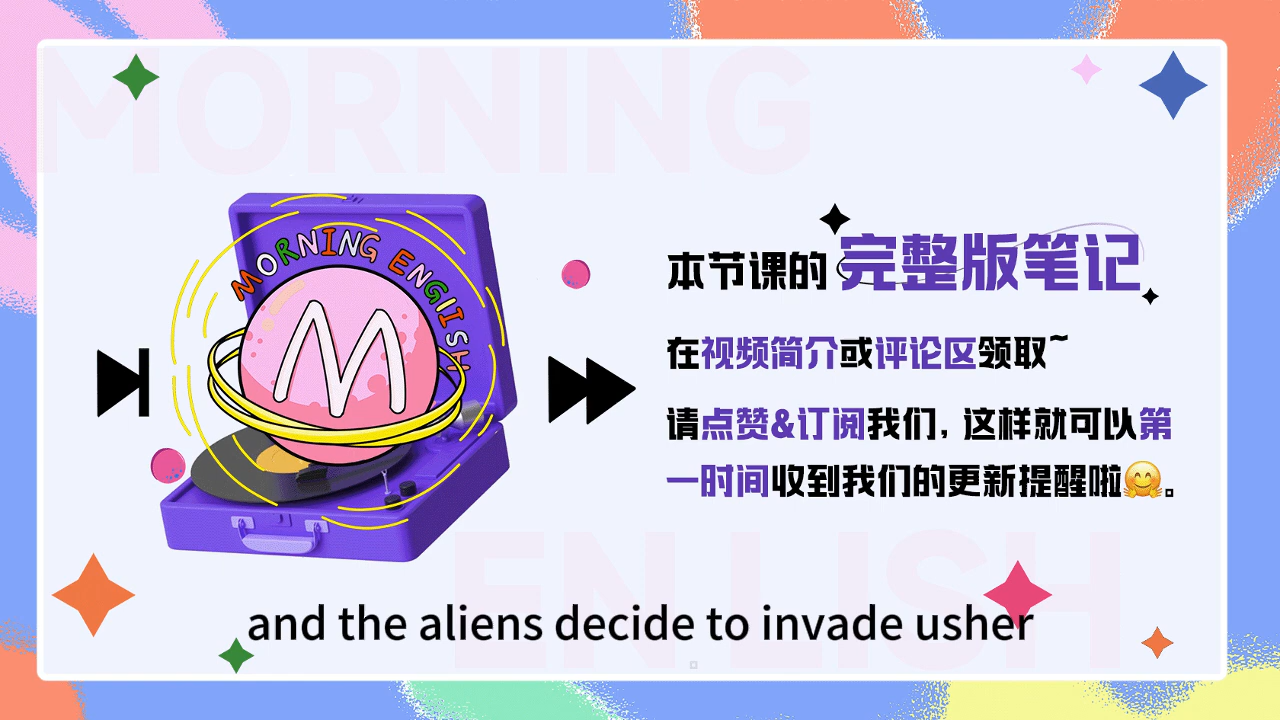 MORNING
MORNING ENGlISH
M
本节课的 完整版笔记
在视频简介或评论区领取~
请点赞&订阅我们, 这样就可以第
一时间收到我们的更新提醒啦🤗。
EN LISH
and the aliens decide to invade usher